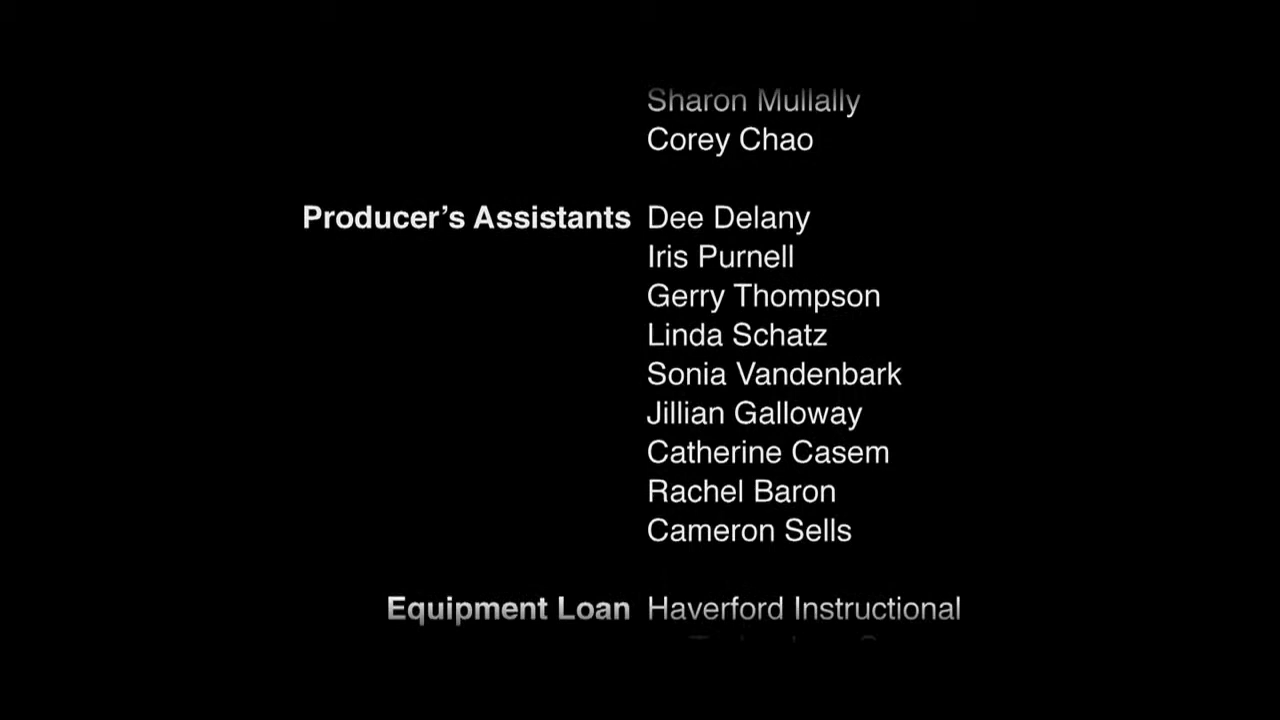 Sharon Mullally
Corey Chao
Producer’s Assistants Dee Delany
Iris Purnell
Gerry Thompson
Linda Schatz
Sonia Vandenbark
Jillian Galloway
Catherine Casem
Rachel Baron
Cameron Sells
Equipment Loan Haverford Instructional